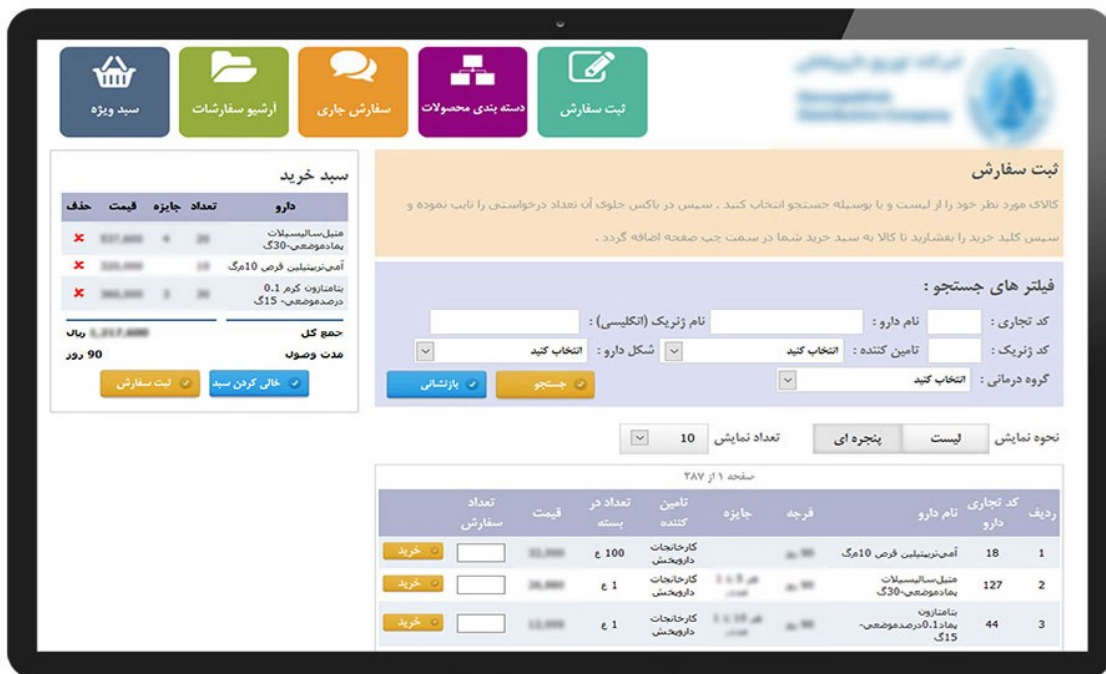 ثبت سفارش
دسته بندی محصولات
سفارش جاری
آرشیو سفارشات
سبد ویژه
ثبت سفارش
کالای مورد نظر خود را از لیست و یا بوسیله جستجو انتخاب کنید . سپس در باکس جلوی آن تعداد درخواستی را تایپ نموده و
سپس کلید خرید را بفشارید تا کالا به سبد خرید شما در سمت چپ صفحه اضافه گردد .
فیلتر های جستجو :
کد تجاری : نام دارو : نام ژنریک (انگلیسی) :
کد ژنریک : تامین کننده : انتخاب کنید شکل دارو : انتخاب کنید
گروه درمانی : انتخاب کنید
جستجو بازنشانی
نحوه نمایش لیست پنجره ای تعداد نمایش 10
صفحه ۱ از ۲۸۷
ردیف کد تجاری دارو نام دارو فرجه جایزه تامین کننده تعداد در بسته قیمت تعداد سفارش
1 18 آمی‌تریپتیلین قرص 10م‌گ کارخانجات داروپخش 100 ع خرید
2 127 متیل‌سالیسیلات پمادموضعی-30گ کارخانجات داروپخش 1 ع خرید
3 44 بتامتازون پماد0.1درصدموضعی-15گ کارخانجات داروپخش 1 ع خرید
سبد خرید
دارو تعداد جایزه قیمت حذف
متیل‌سالیسیلات پمادموضعی-30گ
آمی‌تریپتیلین قرص 10م‌گ
بتامتازون کرم 0.1 درصدموضعی- 15گ
جمع کل ریال
مدت وصول 90 روز
خالی کردن سبد ثبت سفارش